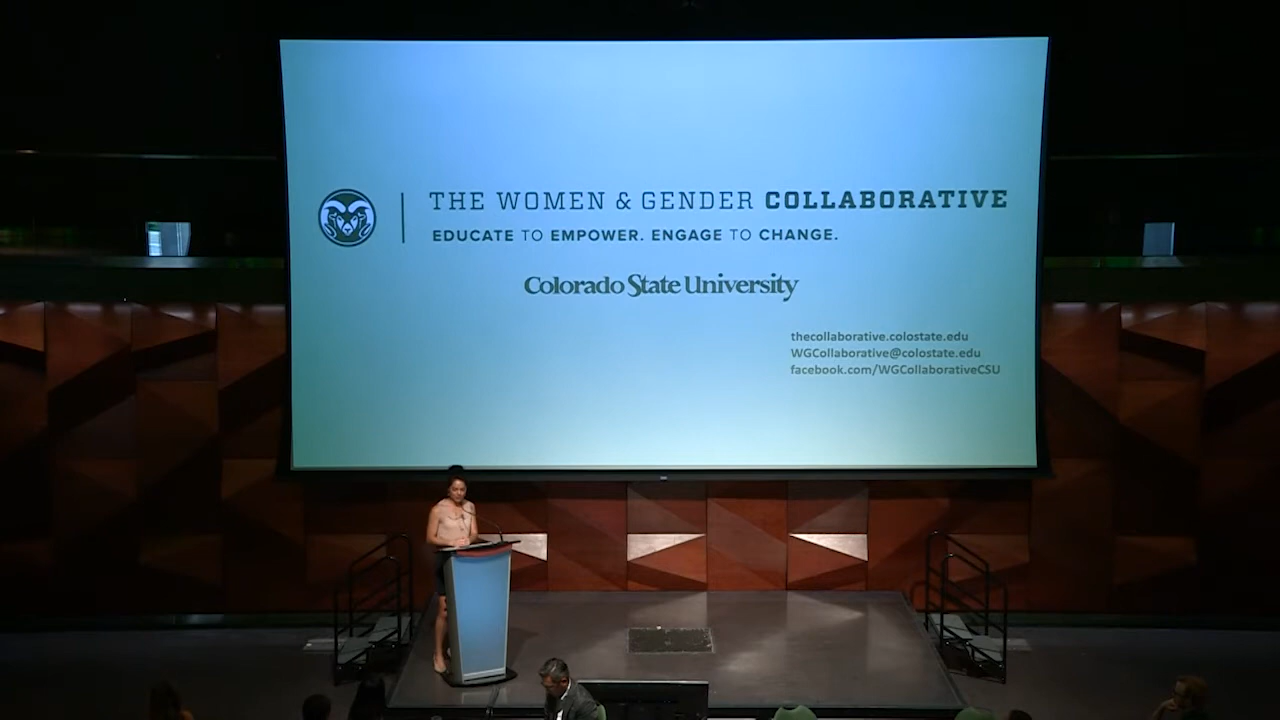 THE WOMEN & GENDER COLLABORATIVE
EDUCATE TO EMPOWER. ENGAGE TO CHANGE.
Colorado State University
thecollaborative.colostate.edu
WGCollaborative@colostate.edu
facebook.com/WGCollaborativeCSU